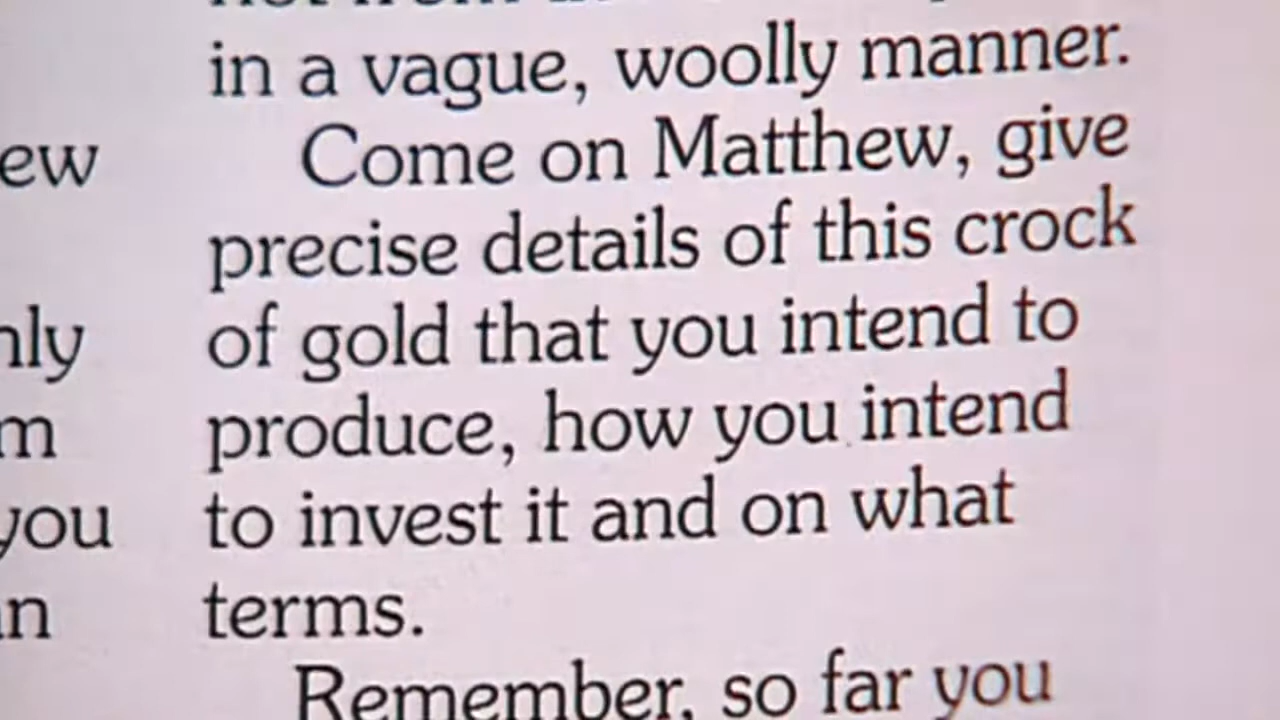 in a vague, woolly manner.
Come on Matthew, give
precise details of this crock
of gold that you intend to
produce, how you intend
to invest it and on what
terms.
Remember, so far you
you